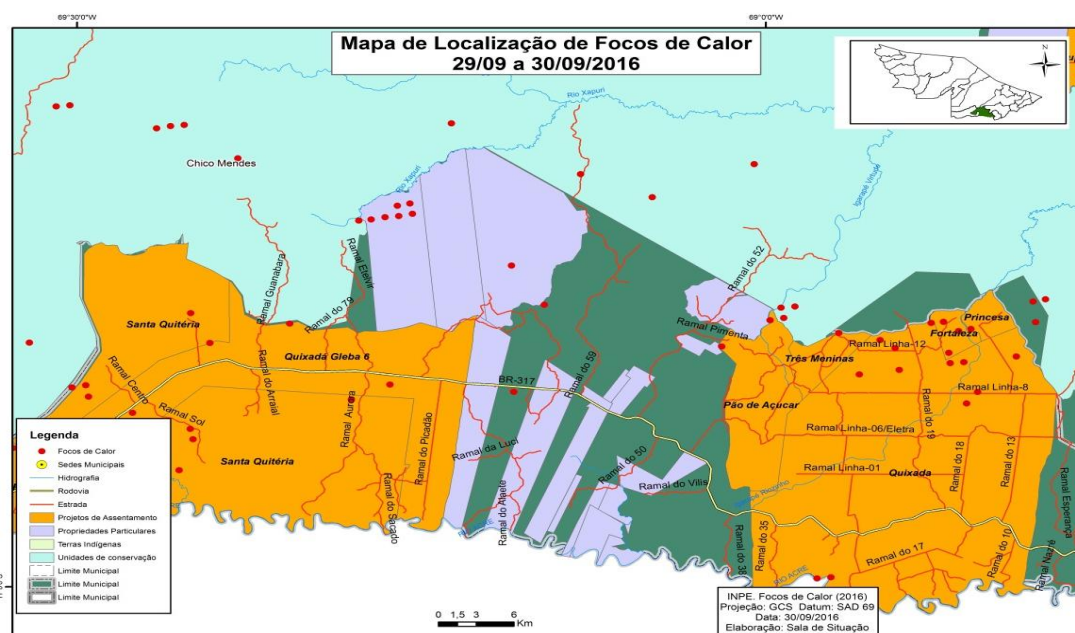 69°30'0"W
69°0'0"W
Mapa de Localização de Focos de Calor
29/09 a 30/09/2016
N
Rio Xapuri
Chico Mendes
Rio Xapuri
Igarapé Virtude
Ramal Guanabara
Ramal Etelvir
Ramal do 79
Ramal do 52
Santa Quitéria
Quixadá Gleba 6
Ramal Pimenta
Princesa
Fortaleza
Ramal Linha-12
Três Meninas
Ramal do 59
BR-317
Ramal Centro
Ramal do Arraial
Ramal Aurora
Ramal Linha-8
Pão de Açucar
Ramal Sol
Ramal do Picadão
Ramal do 19
Ramal Linha-06/Eletra
Ramal da Luci
Ramal do 50
Ramal do 18
Ramal do 13
Santa Quitéria
Ramal Linha-01
Quixada
Ramal do Vilis
Ramal do Sacado
Ramal Esperança
Ramal do 35
Ramal do 38
Ramal do 17
Ramal do 10
Ramal Nazré
RIO ACRE
Legenda
Focos de Calor
Sedes Municipais
Hidrografia
Rodovia
Estrada
Projetos de Assentamento
Propriedades Particulares
Terras Indígenas
Unidades de conservação
Limite Municipal
Limite Municipal
Limite Municipal
0 1,5 3 6
Km
INPE. Focos de Calor (2016)
Projeção: GCS Datum: SAD 69
Data: 30/09/2016
Elaboração: Sala de Situação